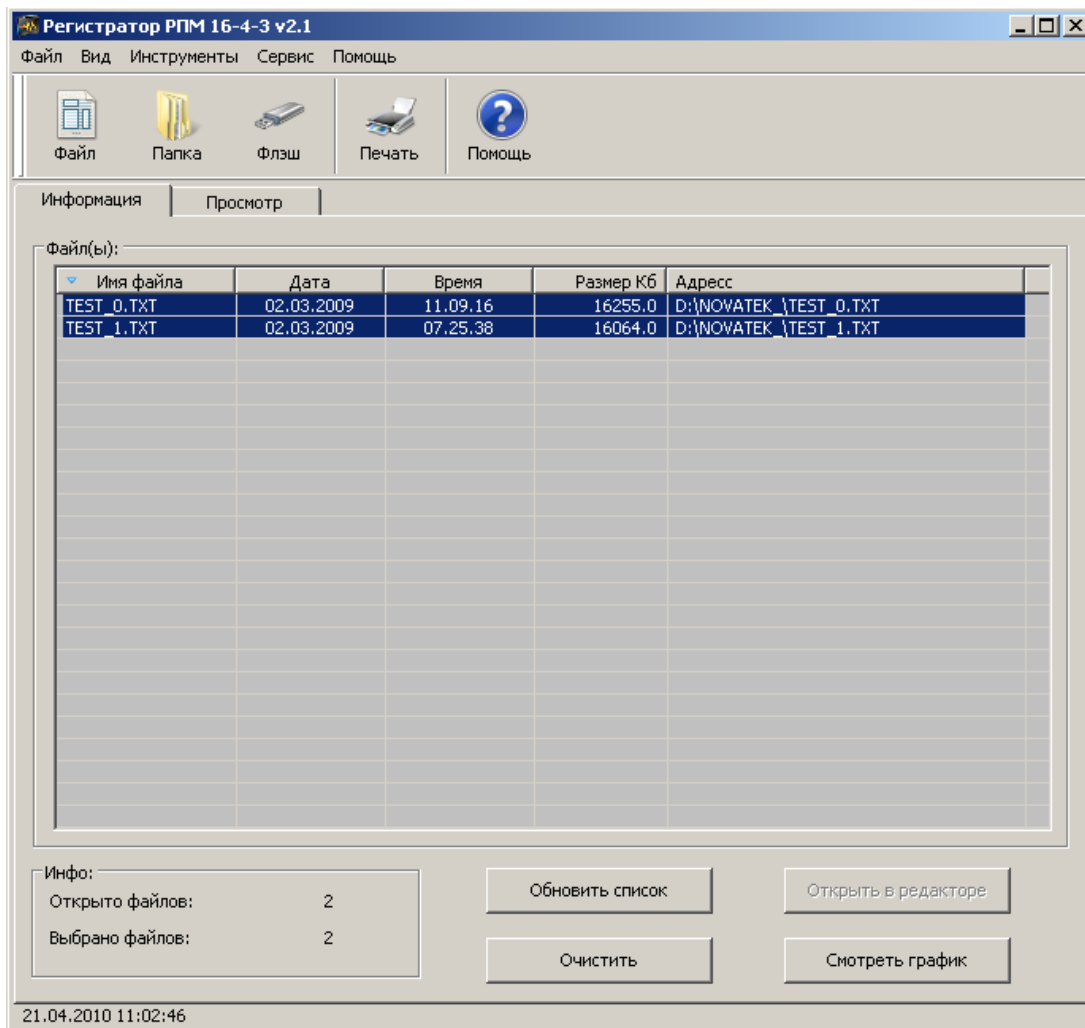 Регистратор РПМ 16-4-3 v2.1
Файл Вид Инструменты Сервис Помощь
Файл Папка Флэш Печать Помощь
Информация Просмотр
Файл(ы):
Имя файла Дата Время Размер Кб Адресс
TEST_0.TXT 02.03.2009 11.09.16 16255.0 D:\NOVATEK_\TEST_0.TXT
TEST_1.TXT 02.03.2009 07.25.38 16064.0 D:\NOVATEK_\TEST_1.TXT
Инфо:
Открыто файлов: 2
Выбрано файлов: 2
Обновить список Открыть в редакторе
Очистить Смотреть график
21.04.2010 11:02:46